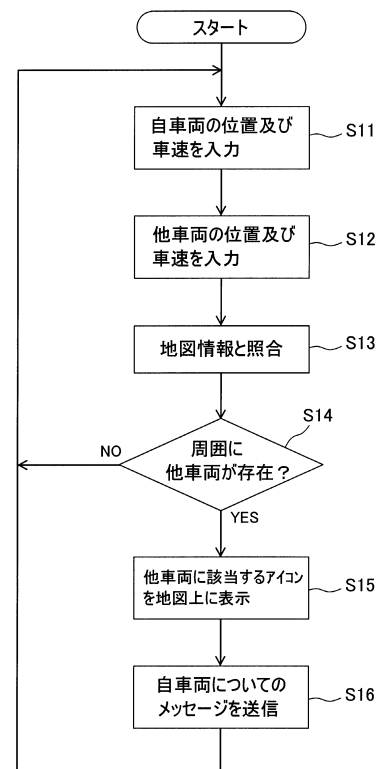 スタート
自車両の位置及び
車速を入力
S11
他車両の位置及び
車速を入力
S12
地図情報と照合
S13
S14
周囲に
他車両が存在？
NO
YES
他車両に該当するアイコン
を地図上に表示
S15
自車両についての
メッセージを送信
S16